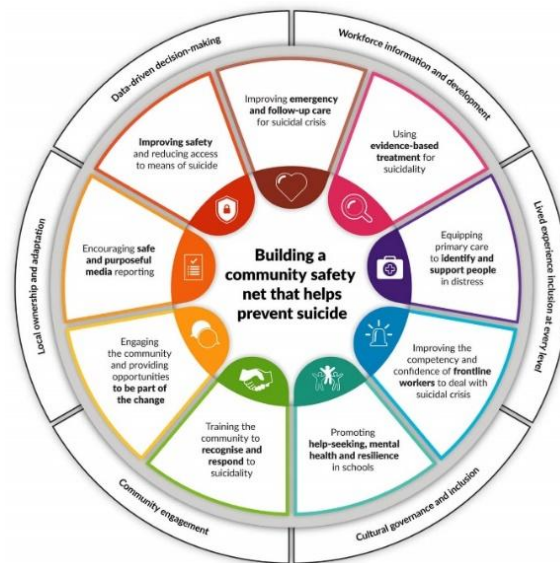 Building a
community safety
net that helps
prevent suicide
Improving emergency
and follow-up care
for suicidal crisis
Using
evidence-based
treatment for
suicidality
Equipping
primary care
to identify and
support people
in distress
Improving the
competency and
confidence of frontline
workers to deal with
suicidal crisis
Promoting
help-seeking, mental
health and resilience
in schools
Training the
community to
recognise and
respond to
suicidality
Engaging
the community
and providing
opportunities
to be part
of the change
Encouraging safe
and purposeful
media reporting
Improving safety
and reducing access
to means of suicide
Data-driven decision-making
Workforce information and development
Lived experience inclusion at every level
Cultural governance and inclusion
Community engagement
Local ownership and adaptation